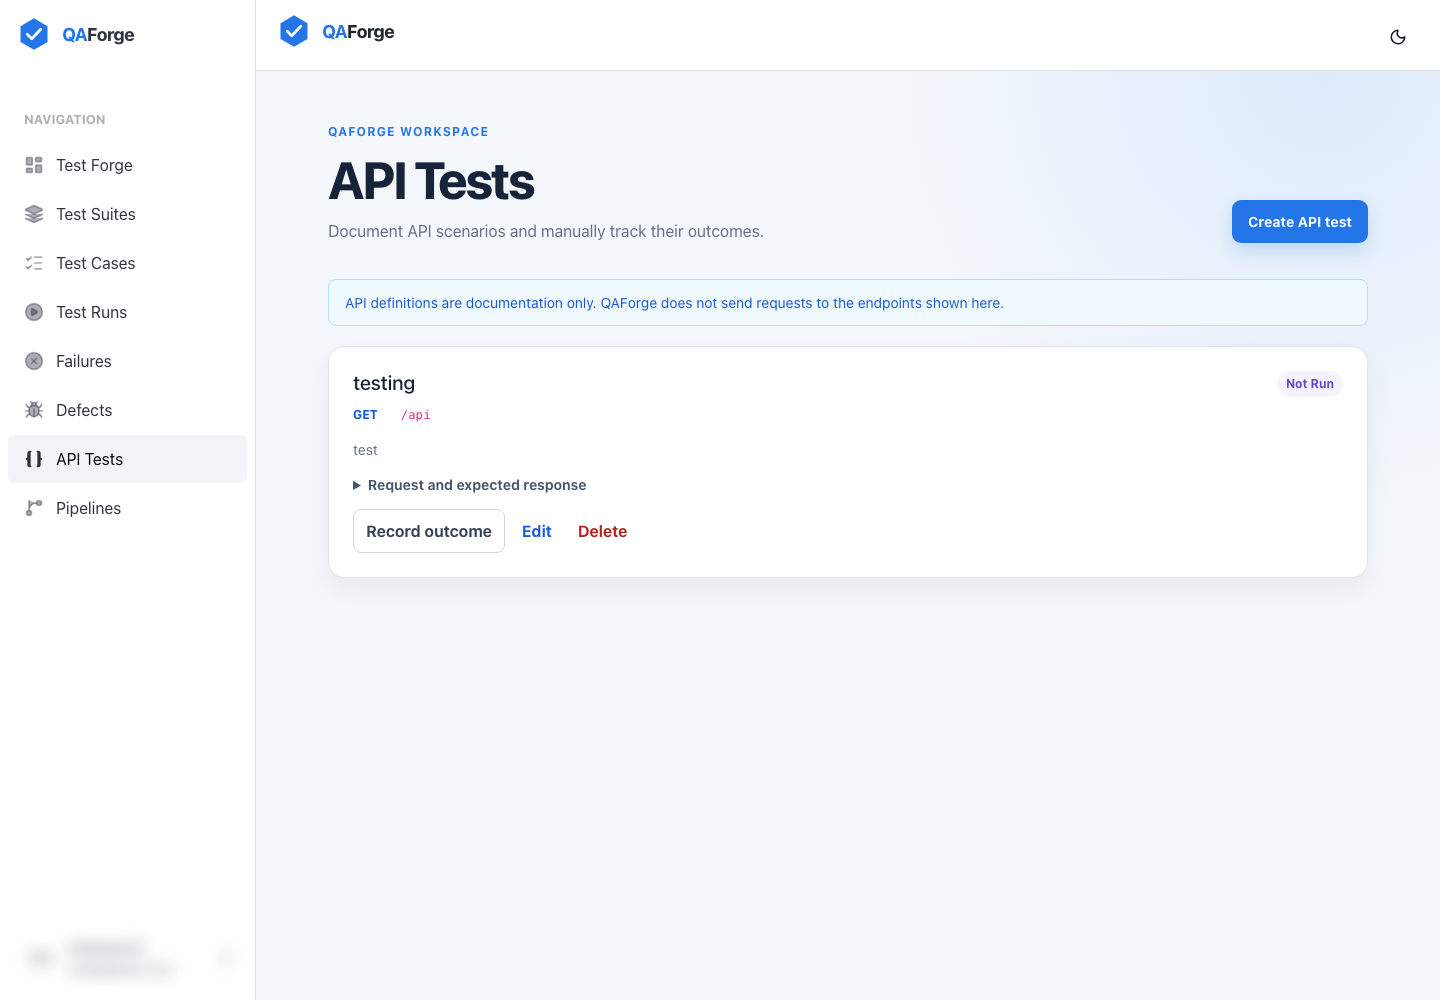 QAForge
QAForge
NAVIGATION
Test Forge
Test Suites
Test Cases
Test Runs
Failures
Defects
API Tests
Pipelines
QAFORGE WORKSPACE
API Tests
Document API scenarios and manually track their outcomes.
Create API test
API definitions are documentation only. QAForge does not send requests to the endpoints shown here.
testing
Not Run
GET /api
test
Request and expected response
Record outcome Edit Delete